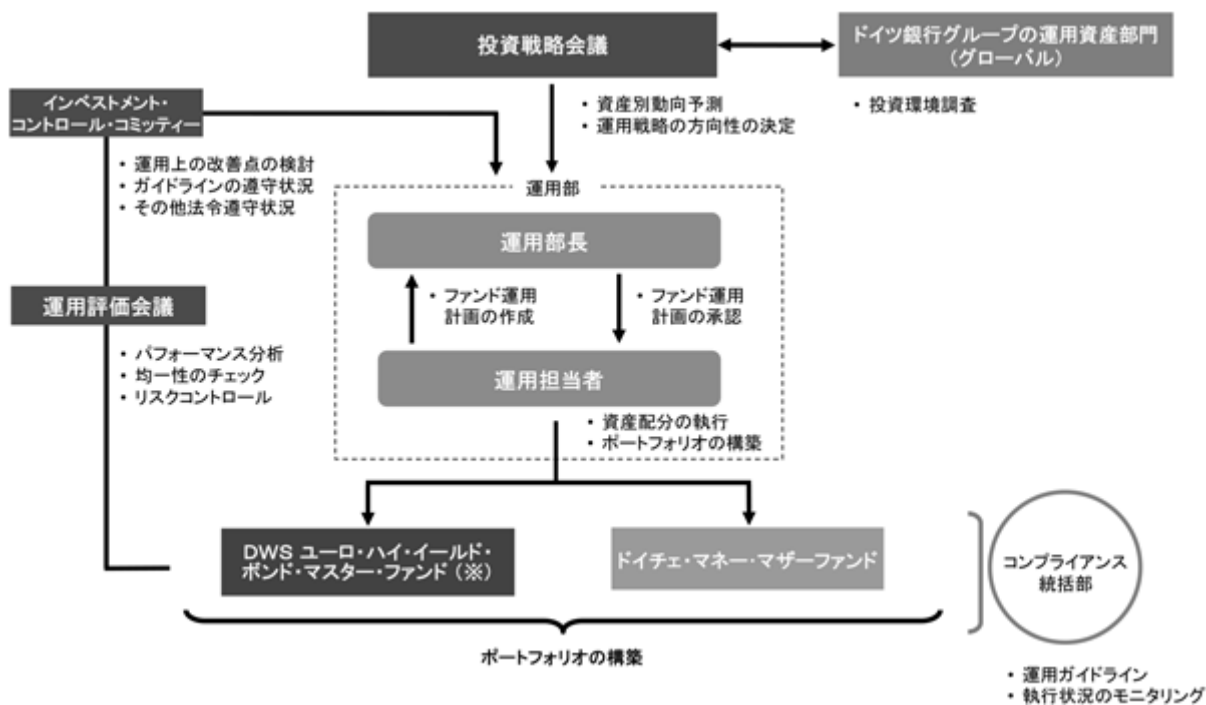 投資戦略会議
ドイツ銀行グループの運用資産部門
(グローバル)
・資産別動向予測
・運用戦略の方向性の決定
・投資環境調査
インベストメント・
コントロール・コミッティー
・運用上の改善点の検討
・ガイドラインの遵守状況
・その他法令遵守状況
運用部
運用部長
・ファンド運用
計画の作成
・ファンド運用
計画の承認
運用評価会議
・パフォーマンス分析
・均一性のチェック
・リスクコントロール
運用担当者
・資産配分の執行
・ポートフォリオの構築
DWS ユーロ・ハイ・イールド・
ボンド・マスター・ファンド(※)
ドイチェ・マネー・マザーファンド
コンプライアンス
統括部
ポートフォリオの構築
・運用ガイドライン
・執行状況のモニタリング